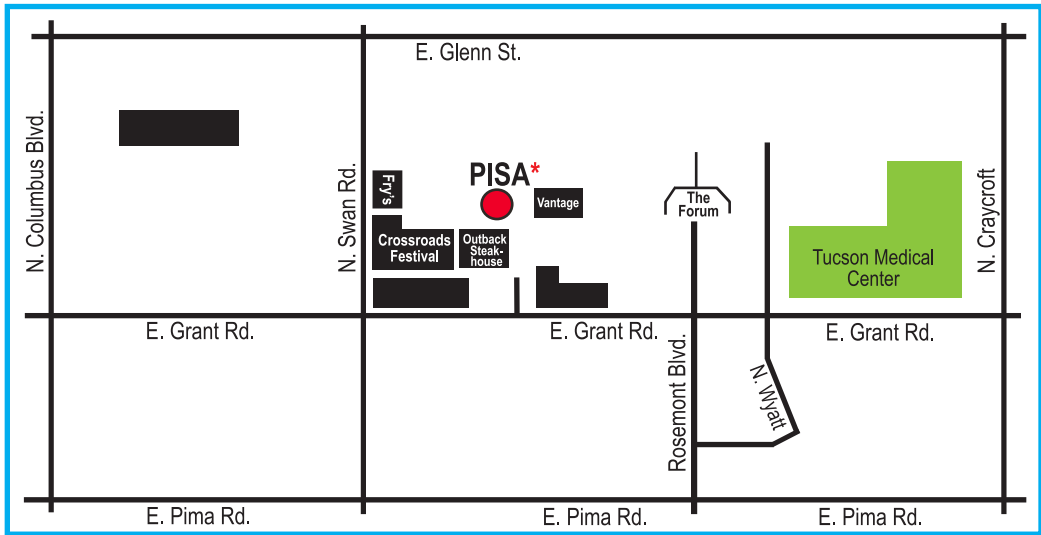 E. Glenn St.
N. Columbus Blvd.
N. Swan Rd.
Fry's
PISA*
Vantage
The
Forum
Crossroads
Festival
Outback
Steak-
house
Tucson Medical
Center
N. Craycroft
E. Grant Rd.
E. Grant Rd.
E. Grant Rd.
Rosemont Blvd.
N. Wyatt
E. Pima Rd.
E. Pima Rd.
E. Pima Rd.